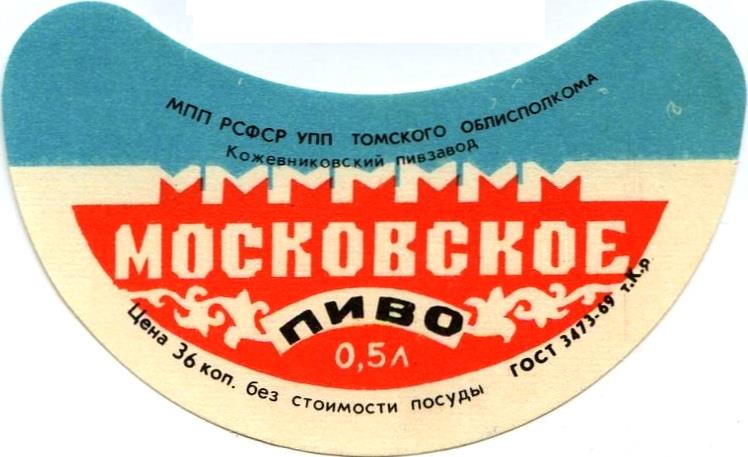 МПП РСФСР УПП ТОМСКОГО ОБЛИСПОЛКОМА
Кожевниковский пивзавод
МОСКОВСКОЕ
ПИВО
0,5л
Цена 36 коп. без стоимости посуды ГОСТ 3473-69 т.К.я